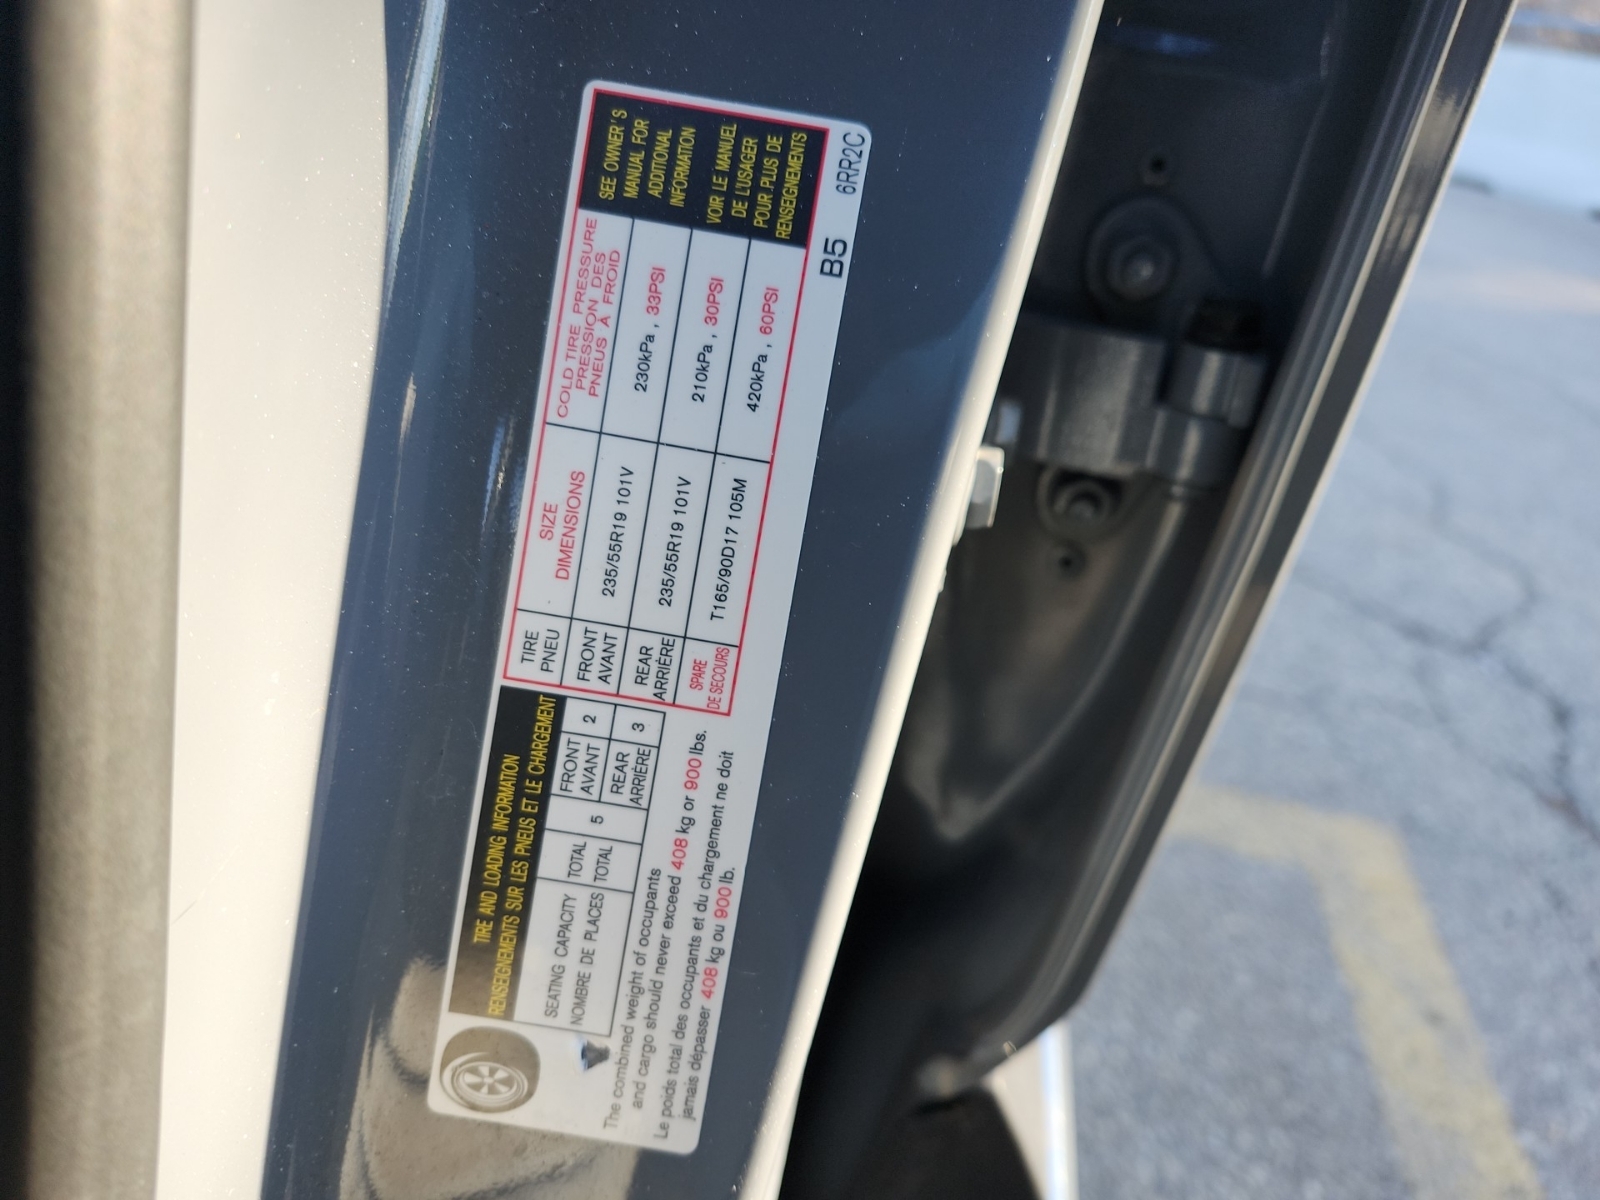 TIRE AND LOADING INFORMATION
RENSEIGNEMENTS SUR LES PNEUS ET LE CHARGEMENT
SEATING CAPACITY TOTAL 5 FRONT 2
NOMBRE DE PLACES TOTAL AVANT
REAR 3
ARRIÈRE
The combined weight of occupants
and cargo should never exceed 408 kg or 900 lbs.
Le poids total des occupants et du chargement ne doit
jamais dépasser 408 kg ou 900 lb.
TIRE SIZE COLD TIRE PRESSURE
PNEU DIMENSIONS PRESSION DES
PNEUS À FROID
FRONT 235/55R19 101V 230kPa , 33PSI
AVANT
REAR 235/55R19 101V 210kPa , 30PSI
ARRIÈRE
SPARE T165/90D17 105M 420kPa , 60PSI
DE SECOURS
SEE OWNER'S
MANUAL FOR
ADDITIONAL
INFORMATION
VOIR LE MANUEL
DE L'USAGER
POUR PLUS DE
RENSEIGNEMENTS
B5 6RR2C